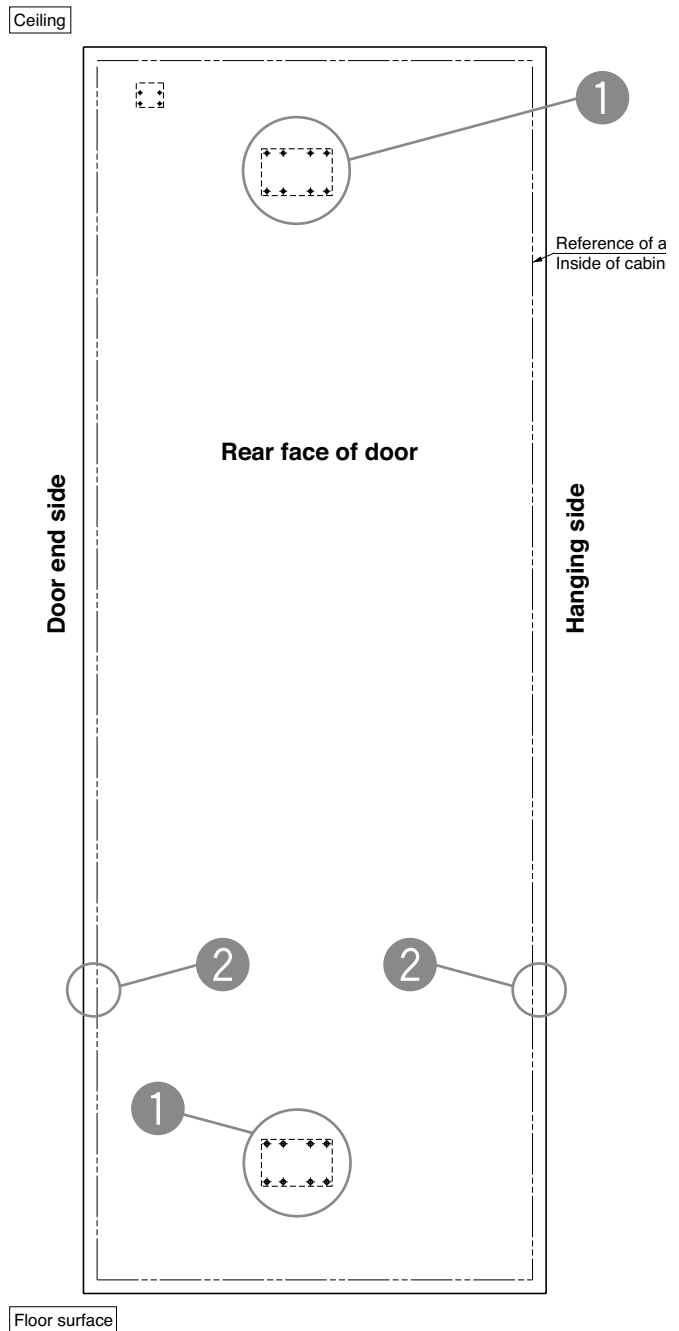 Ceiling
1
Reference of a
Inside of cabin
Rear face of door
Door end side
Hanging side
2
2
1
Floor surface